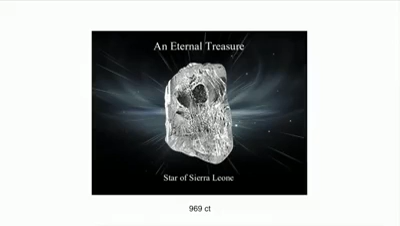 An Eternal Treasure
Star of Sierra Leone
969 ct